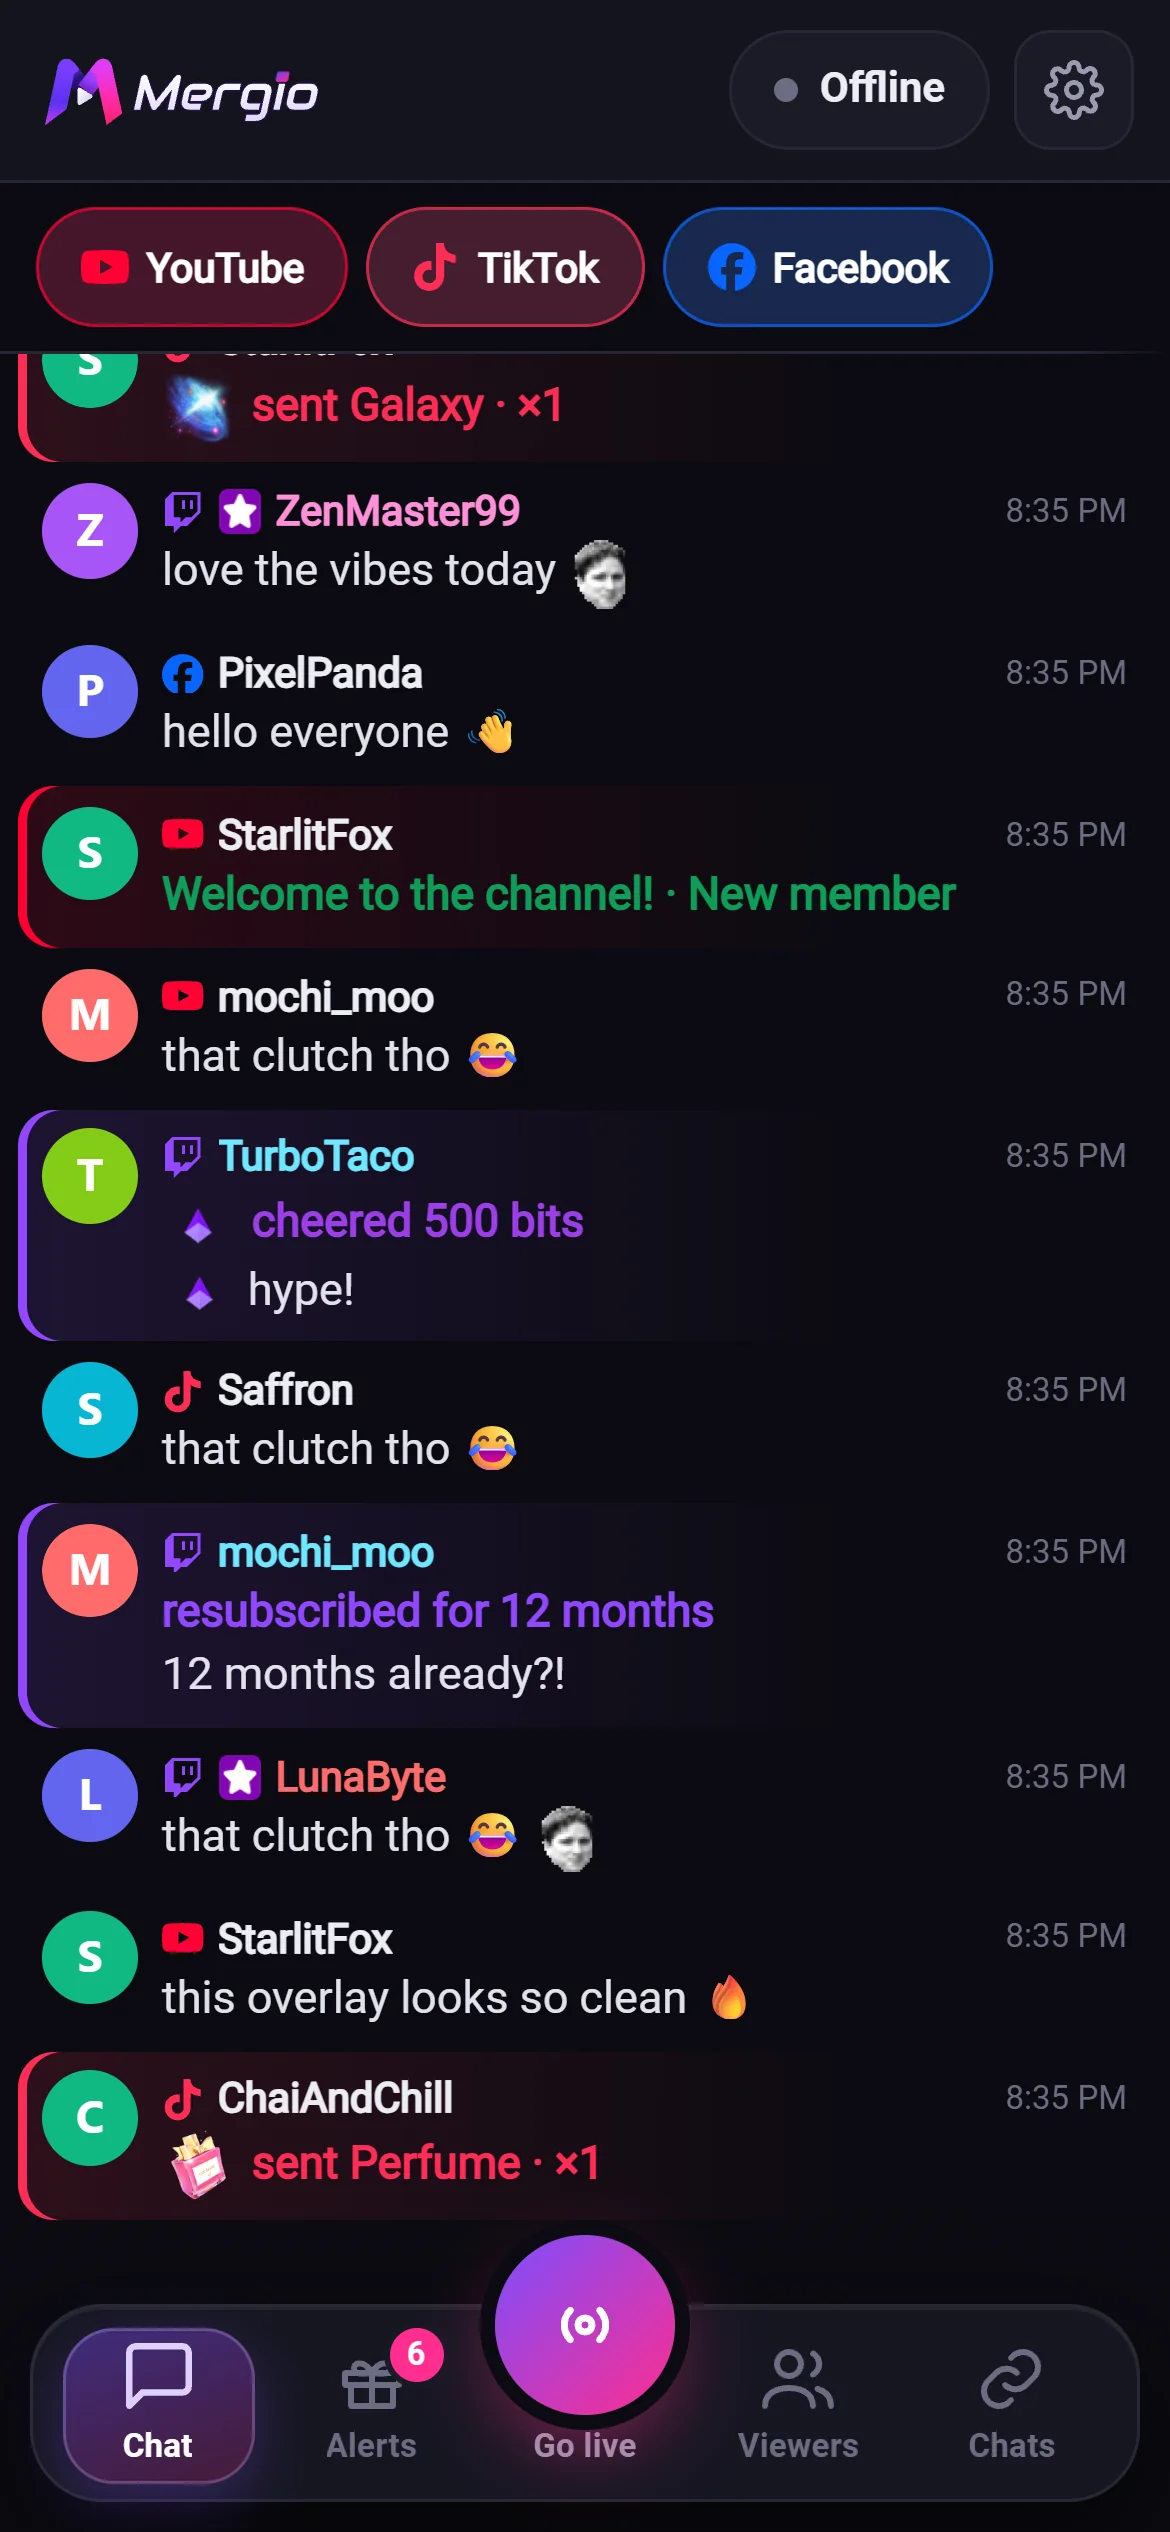 Mergio
Offline
YouTube
TikTok
Facebook
S
sent Galaxy · ×1
Z
ZenMaster99
8:35 PM
love the vibes today
P
PixelPanda
8:35 PM
hello everyone 👋
S
StarlitFox
8:35 PM
Welcome to the channel! · New member
M
mochi_moo
8:35 PM
that clutch tho 😂
T
TurboTaco
8:35 PM
cheered 500 bits
hype!
S
Saffron
8:35 PM
that clutch tho 😂
M
mochi_moo
8:35 PM
resubscribed for 12 months
12 months already?!
L
LunaByte
8:35 PM
that clutch tho 😂
S
StarlitFox
8:35 PM
this overlay looks so clean 🔥
C
ChaiAndChill
8:35 PM
sent Perfume · ×1
6
Chat
Alerts
Go live
Viewers
Chats